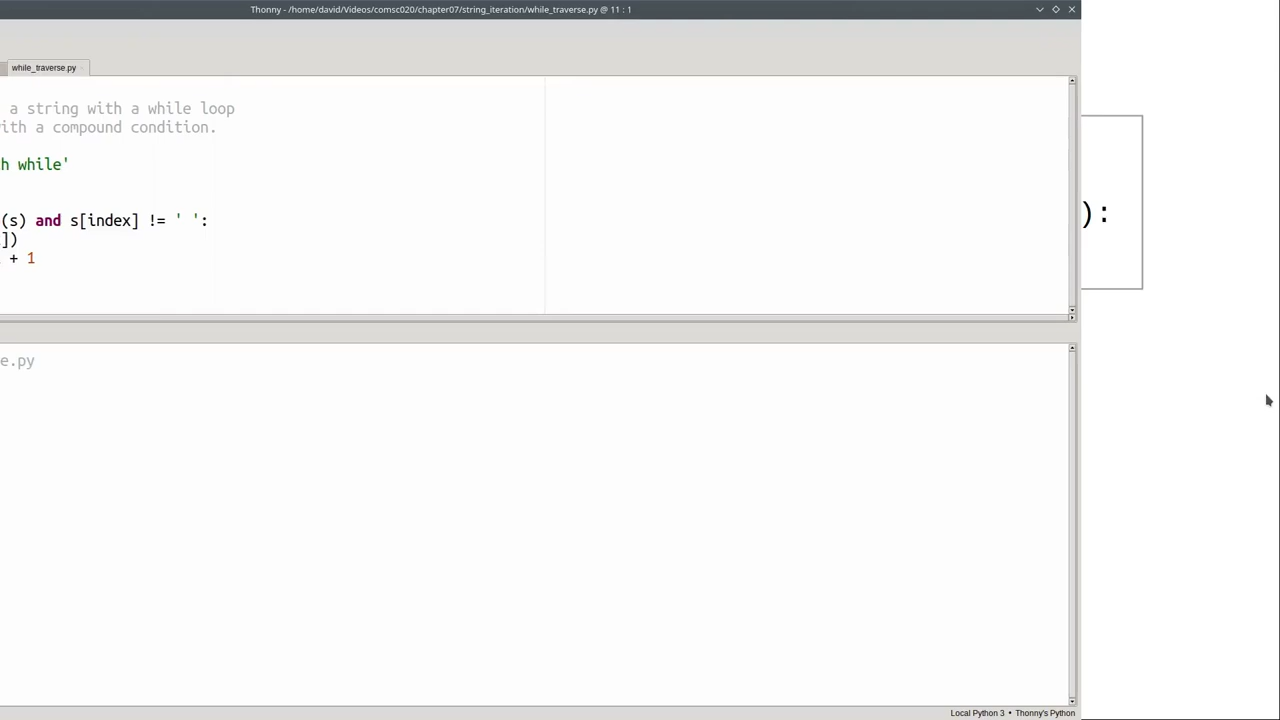 Thonny - /home/david/Videos/comsc020/chapter07/string_iteration/while_traverse.py @ 11 : 1
while_traverse.py
a string with a while loop
ith a compound condition.
h while'
(s) and s[index] != ' ':
])
+ 1
):
e.py
Local Python 3 • Thonny's Python